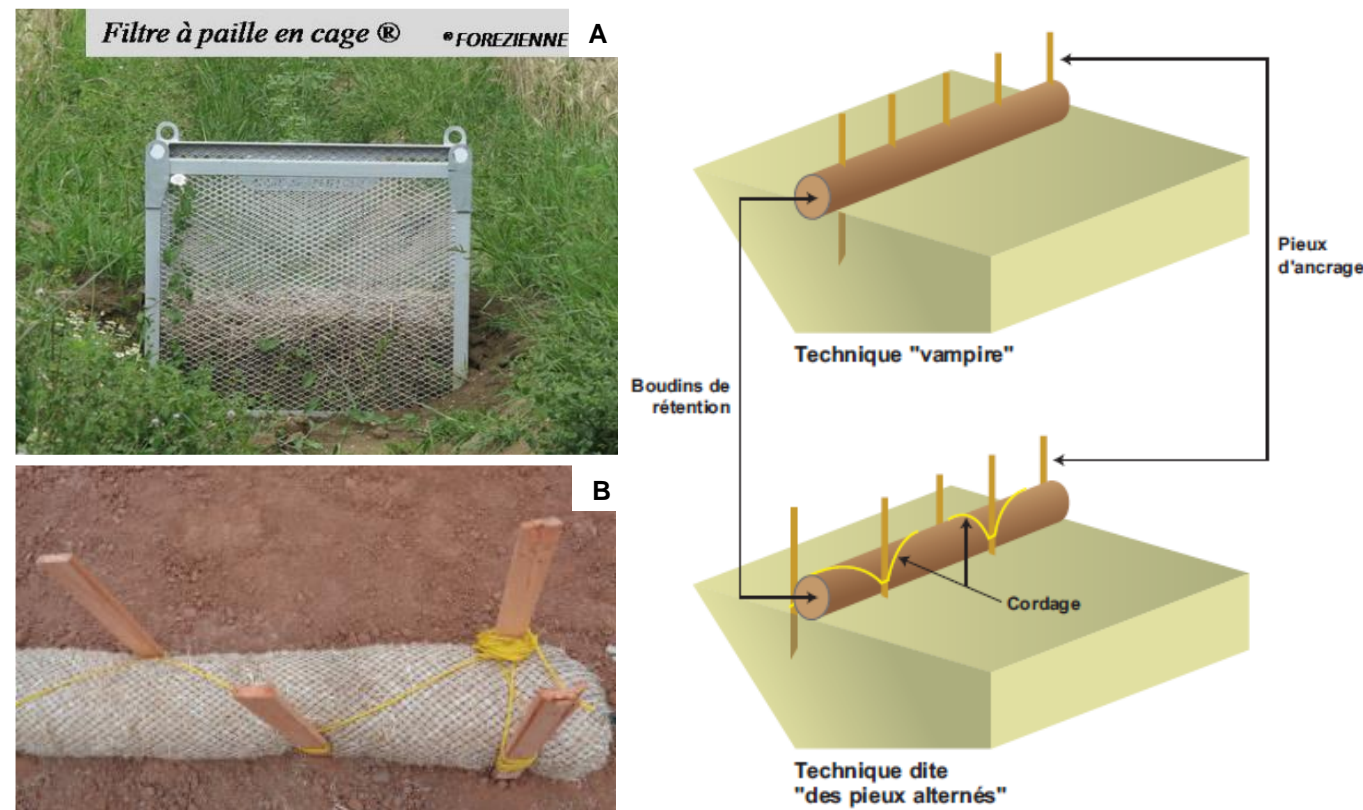 Filtre à paille en cage ® ® FOREZIENNE
A
B
Pieux
d'ancrage
Technique "vampire"
Boudins de
rétention
Cordage
Technique dite
"des pieux alternés"